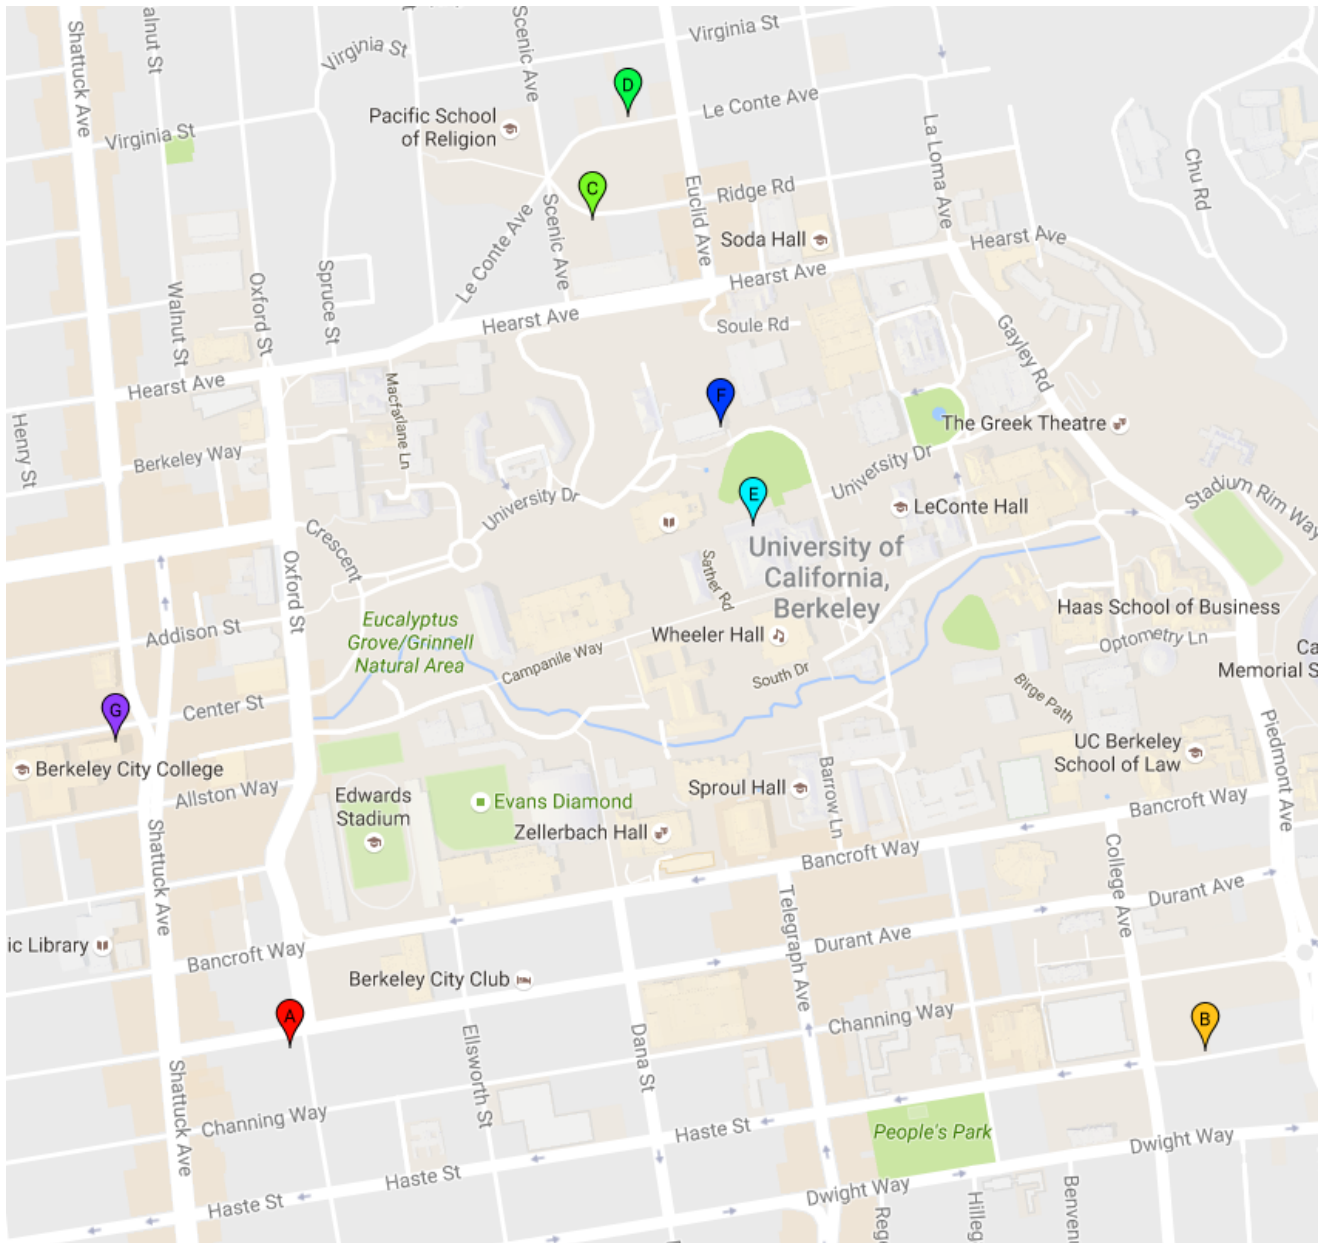 Shattuck Ave
alnut St
Virginia St
Scenic Ave
Virginia St
D
Le Conte Ave
Pacific School
of Religion
Virginia St
La Loma Ave
Chu Rd
C
Euclid Ave
Ridge Rd
Scenic Ave
Le Conte Ave
Soda Hall
Hearst Ave
Hearst Ave
Walnut St
Oxford St
Spruce St
Hearst Ave
Soule Rd
Gayley Rd
Hearst Ave
Macfarlane Ln
F
The Greek Theatre
Henry St
Berkeley Way
University Dr
University Dr
E
LeConte Hall
Stadium Rim Way
Crescent
Oxford St
University of
California,
Berkeley
Sather Rd
Haas School of Business
Addison St
Eucalyptus
Grove/Grinnell
Natural Area
Wheeler Hall
Optometry Ln
Campanile Way
South Dr
Ca
Memorial S
Birge Path
Center St
G
Piedmont Ave
Berkeley City College
UC Berkeley
School of Law
Allston Way
Edwards
Stadium
Evans Diamond
Sproul Hall
Barrow Ln
Bancroft Way
Zellerbach Hall
Shattuck Ave
Bancroft Way
College Ave
Durant Ave
Telegraph Ave
ic Library
Bancroft Way
Durant Ave
Berkeley City Club
A
B
Channing Way
Ellsworth St
Dana St
Shattuck Ave
Channing Way
Haste St
People's Park
Dwight Way
Haste St
Haste St
Dwight Way
Rege
Hilleg
Benvenu